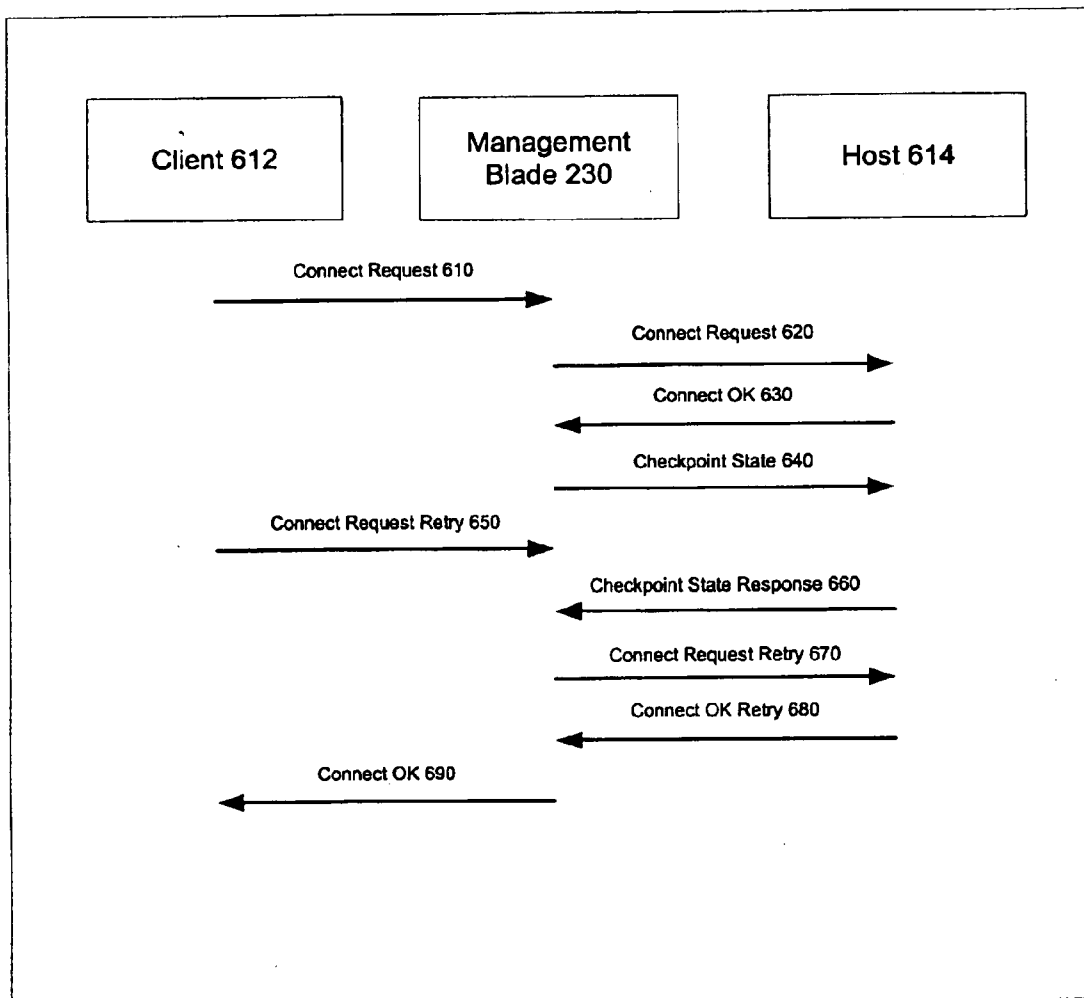 Client 612
Management
Blade 230
Host 614
Connect Request 610
Connect Request 620
Connect OK 630
Checkpoint State 640
Connect Request Retry 650
Checkpoint State Response 660
Connect Request Retry 670
Connect OK Retry 680
Connect OK 690